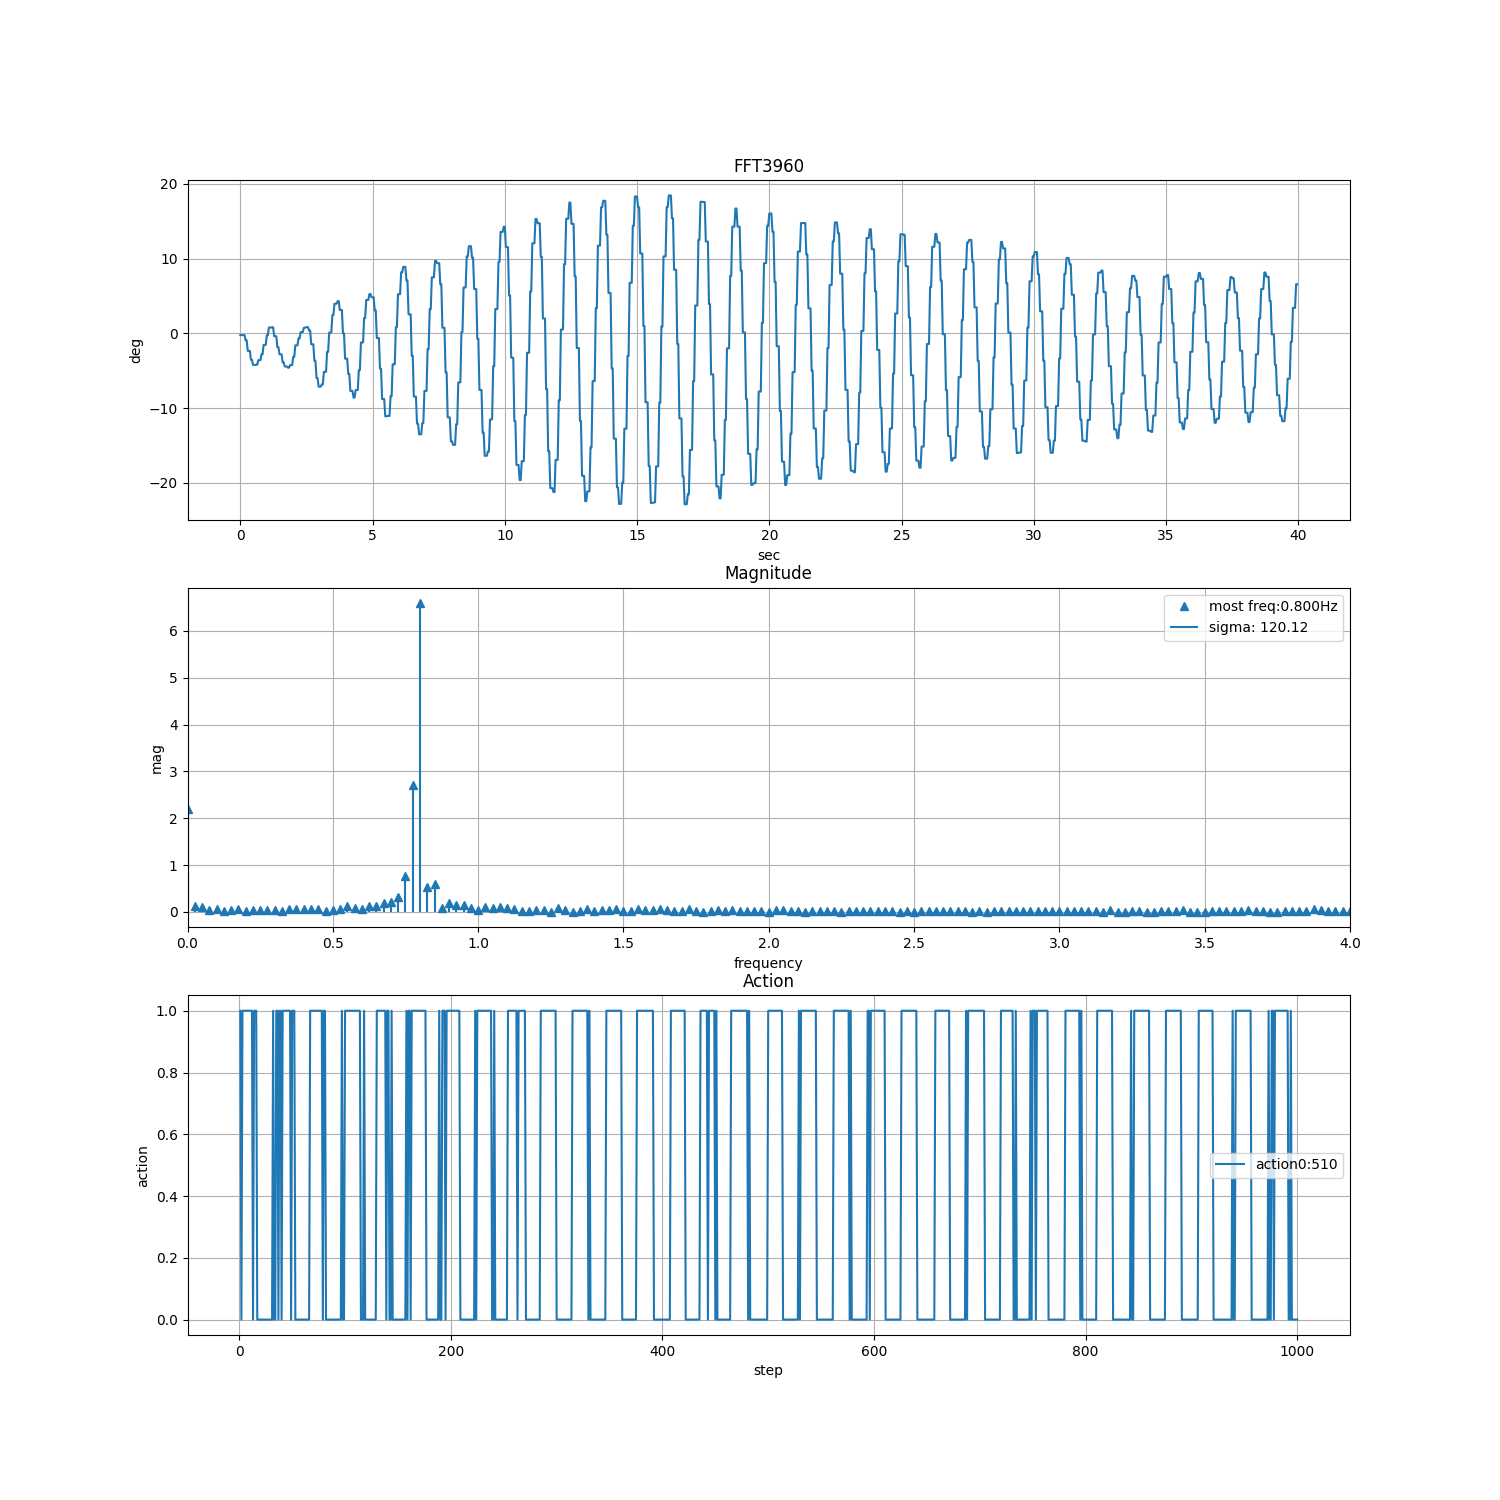 FFT3960
20
10
0
−10
−20
deg
0 5 10 15 20 25 30 35 40
sec
Magnitude
most freq:0.800Hz
sigma: 120.12
6
5
4
3
2
1
0
mag
0.0 0.5 1.0 1.5 2.0 2.5 3.0 3.5 4.0
frequency
Action
1.0
0.8
0.6
0.4
0.2
0.0
action
action0:510
0 200 400 600 800 1000
step